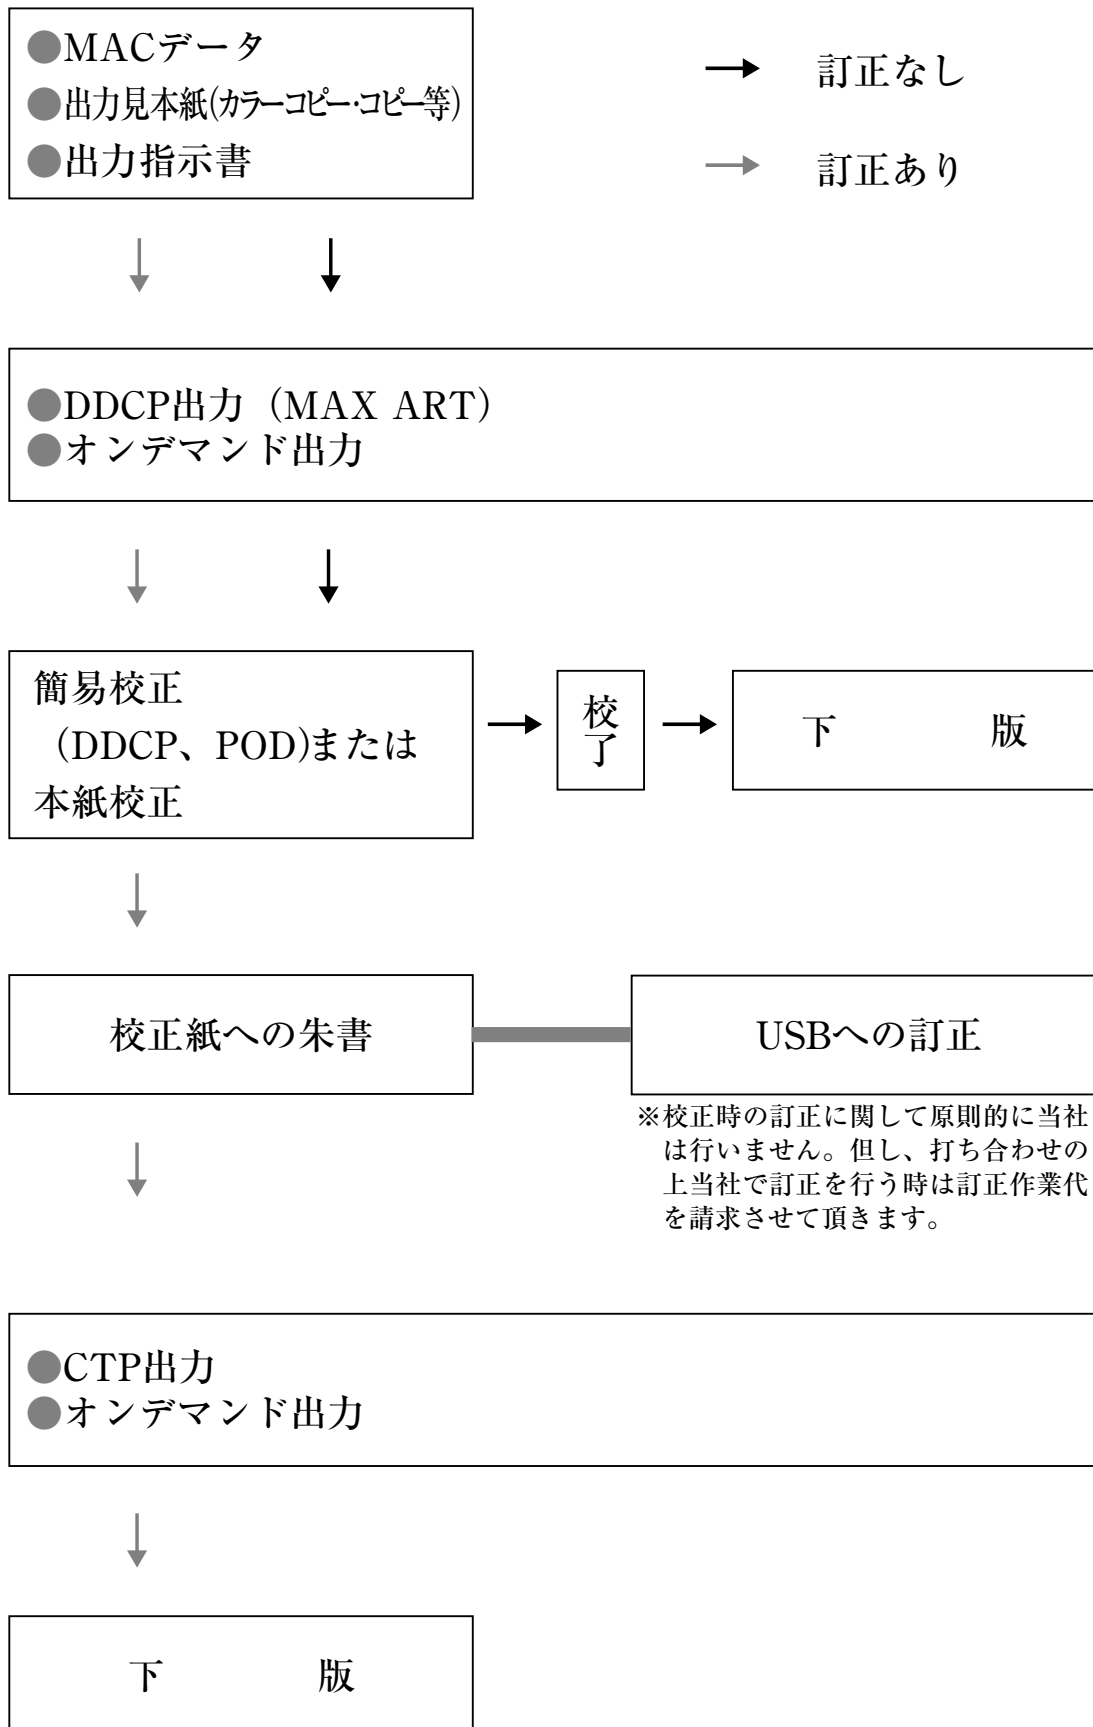 ●MACデータ
●出力見本紙(カラーコピー・コピー等)
●出力指示書
訂正なし
訂正あり
●DDCP出力（MAX ART）
●オンデマンド出力
簡易校正
（DDCP、POD)または
本紙校正
校了
下　版
校正紙への朱書
USBへの訂正
※校正時の訂正に関して原則的に当社
は行いません。但し、打ち合わせの
上当社で訂正を行う時は訂正作業代
を請求させて頂きます。
●CTP出力
●オンデマンド出力
下　版